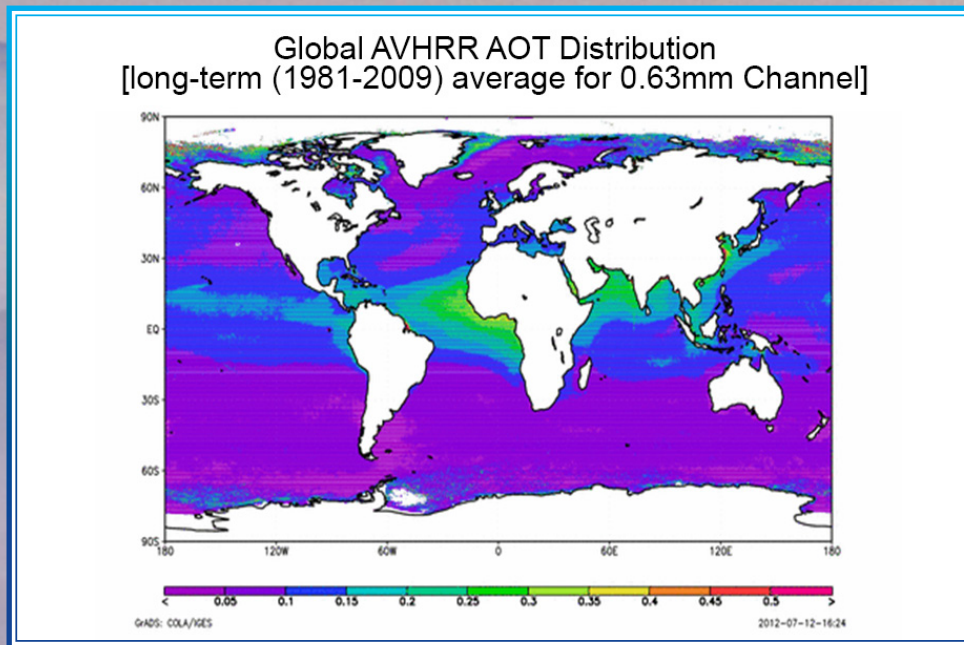 Global AVHRR AOT Distribution
[long-term (1981-2009) average for 0.63mm Channel]
90N
60N
30N
EQ
30S
60S
90S
180 120W 60W 0 60E 120E 180
< 0.05 0.1 0.15 0.2 0.25 0.3 0.35 0.4 0.45 0.5 >
GrADS: COLA/IGES 2012-07-12-16:24